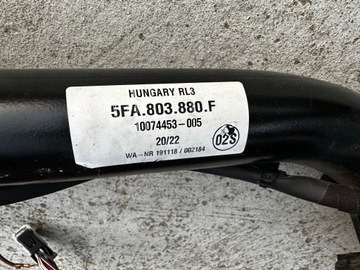 HUNGARY RL3
5FA.803.880.F
10074453-005
20/22
02S
WA - NR 191118 / 002184